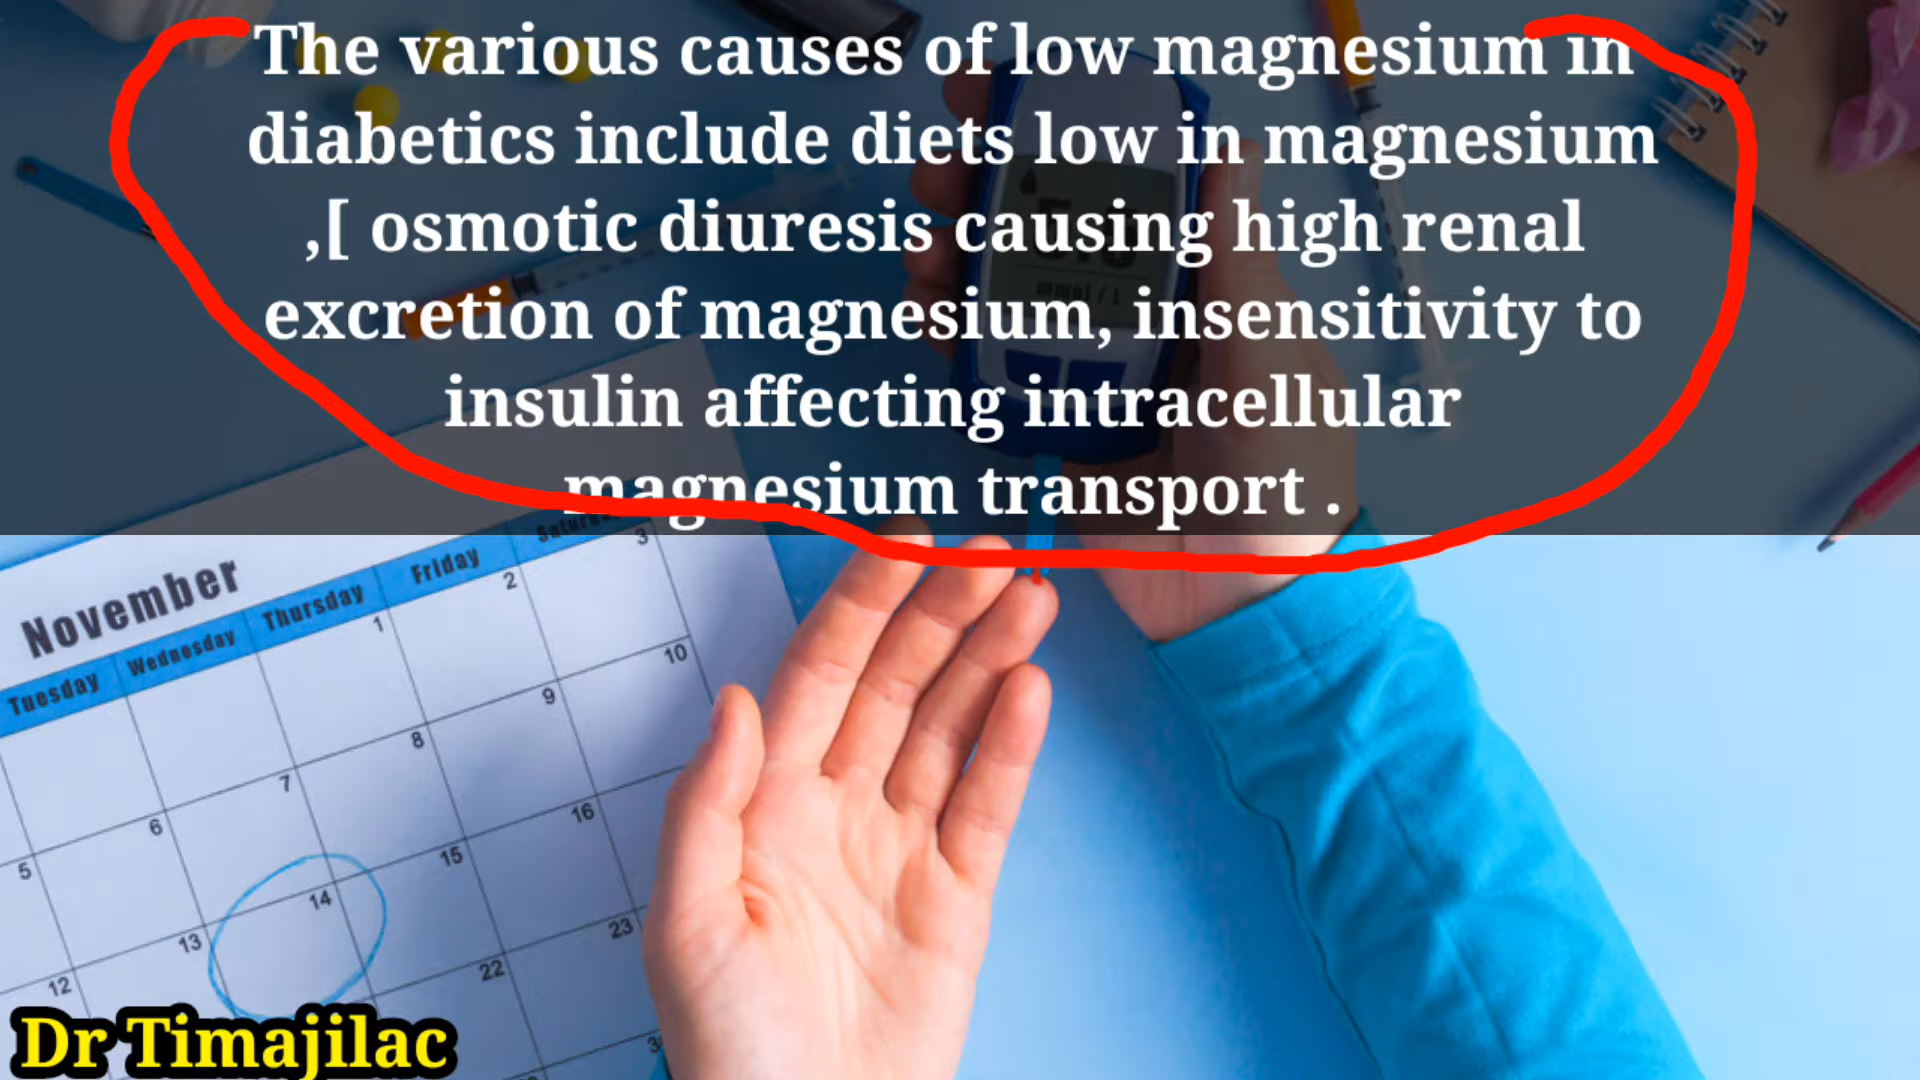 The various causes of low magnesium in
diabetics include diets low in magnesium
,[ osmotic diuresis causing high renal
excretion of magnesium, insensitivity to
insulin affecting intracellular
magnesium transport .
November
Tuesday Wednesday Thursday Friday Saturday
1 2 3
5 6 7 8 9 10
12 13 14 15 16
22 23
Dr Timajilac